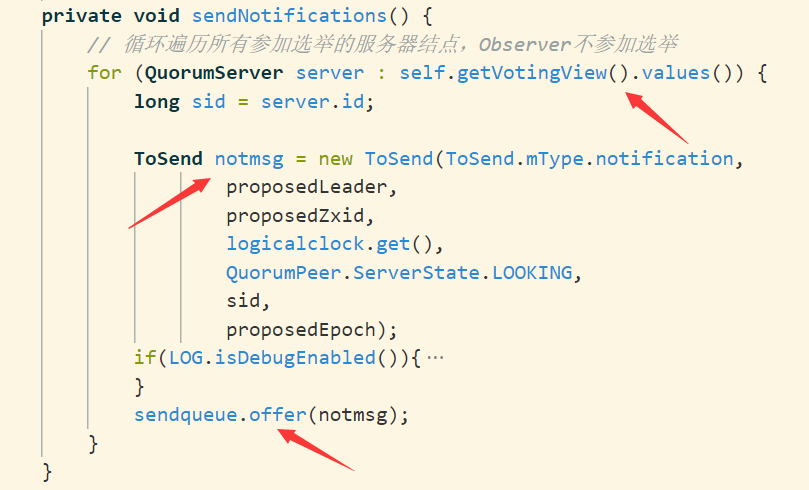 private void sendNotifications() {
// 循环遍历所有参加选举的服务器结点，Observer不参加选举
for (QuorumServer server : self.getVotingView().values()) {
long sid = server.id;
ToSend notmsg = new ToSend(ToSend.mType.notification,
proposedLeader,
proposedZxid,
logicalclock.get(),
QuorumPeer.ServerState.LOOKING,
sid,
proposedEpoch);
if(LOG.isDebugEnabled()){…
}
sendqueue.offer(notmsg);
}
}